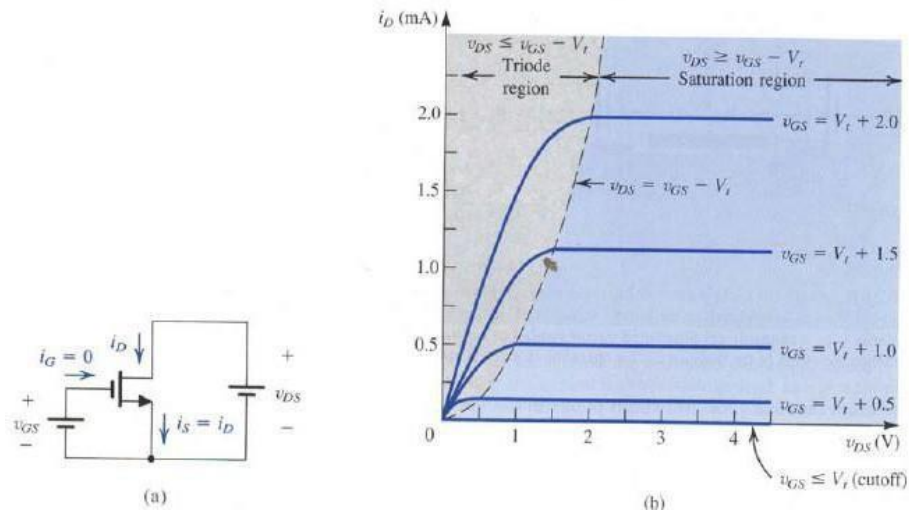 i_D (mA)
v_DS ≤ v_GS − V_t
Triode
region
v_DS ≥ v_GS − V_t
Saturation region
2.0
v_GS = V_t + 2.0
v_DS = v_GS − V_t
1.5
v_GS = V_t + 1.5
1.0
0.5
v_GS = V_t + 1.0
v_GS = V_t + 0.5
0
1
2
3
4
v_DS (V)
v_GS ≤ V_t (cutoff)
(b)
i_G = 0
i_D
+
v_GS
−
+
v_DS
−
i_S = i_D
(a)